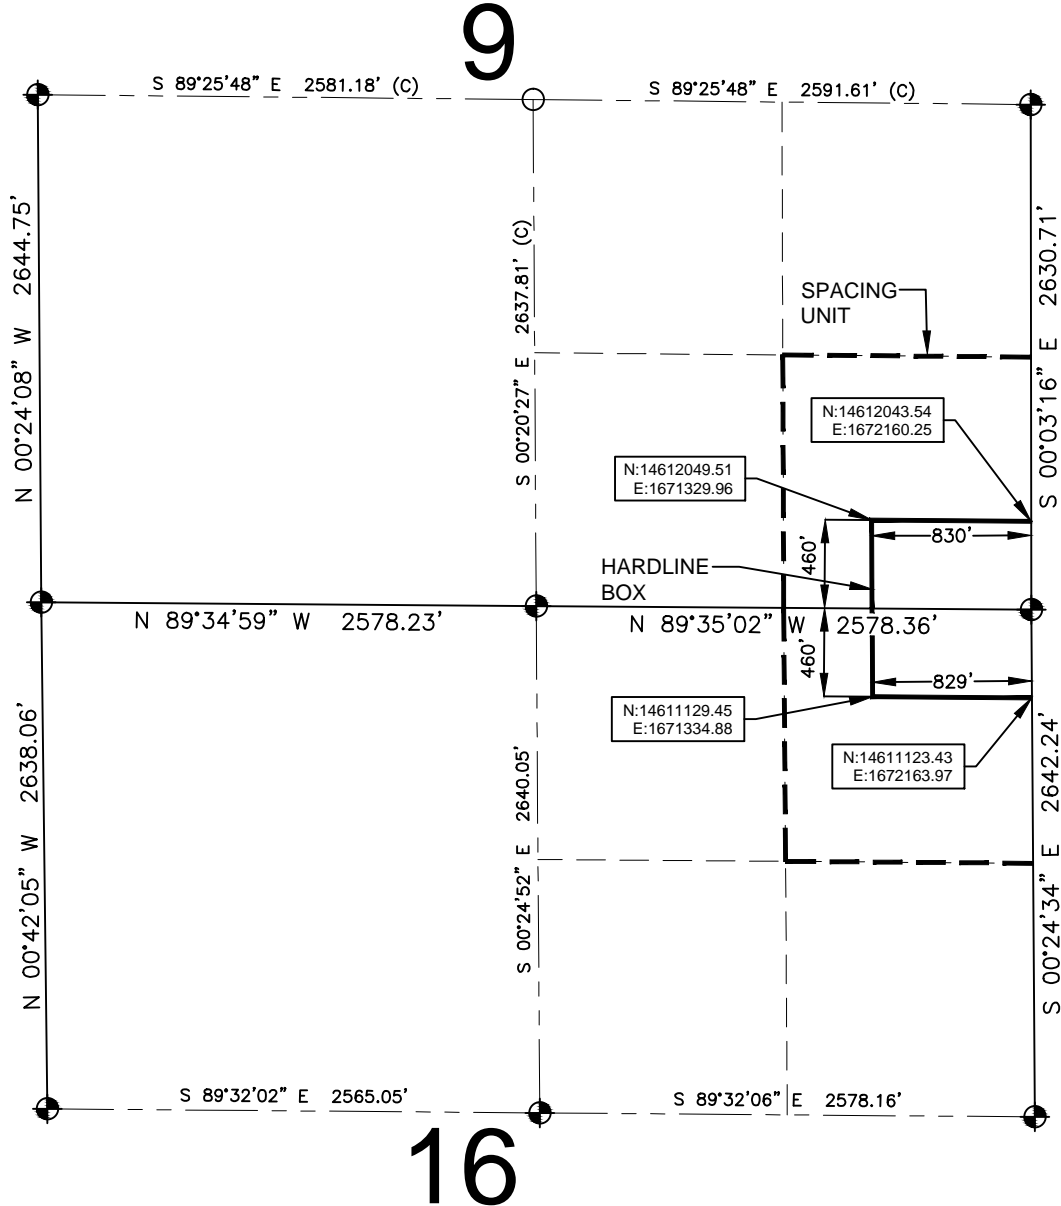 9
S 89°25'48" E 2581.18' (C)
S 89°25'48" E 2591.61' (C)
N 00°24'08" W 2644.75'
S 00°20'27" E 2637.81' (C)
S 00°03'16" E 2630.71'
SPACING
UNIT
N:14612043.54
E:1672160.25
N:14612049.51
E:1671329.96
830'
460'
HARDLINE
BOX
N 89°34'59" W 2578.23'
N 89°35'02" W 2578.36'
460'
829'
N:14611129.45
E:1671334.88
N:14611123.43
E:1672163.97
N 00°42'05" W 2638.06'
S 00°24'52" E 2640.05'
S 00°24'34" E 2642.24'
S 89°32'02" E 2565.05'
S 89°32'06" E 2578.16'
16